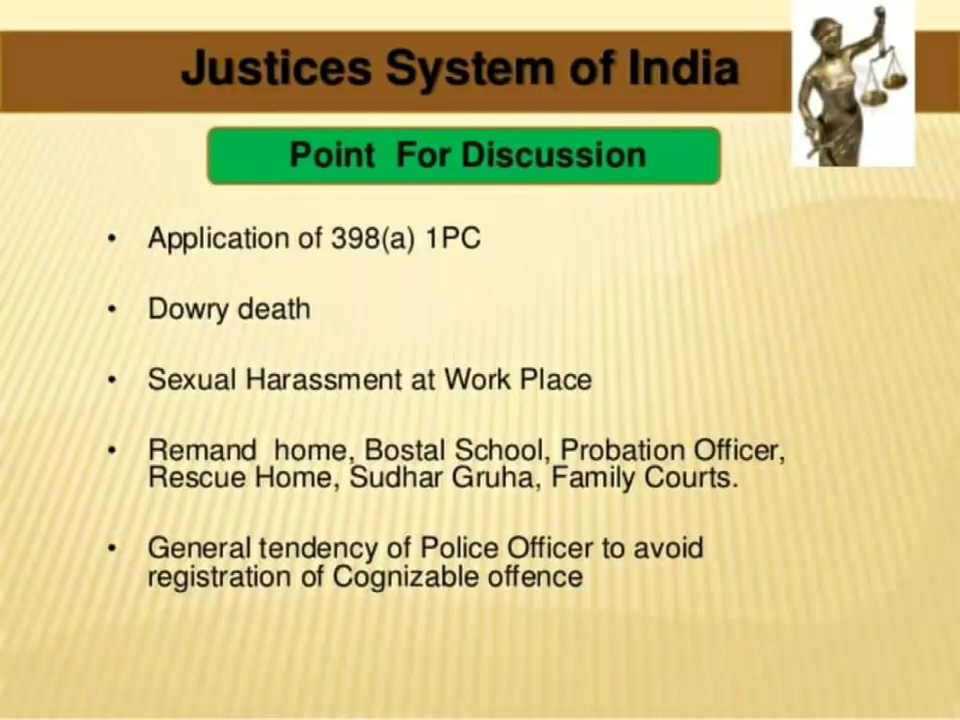 Justices System of India
Point For Discussion
• Application of 398(a) 1PC
• Dowry death
• Sexual Harassment at Work Place
• Remand home, Bostal School, Probation Officer,
Rescue Home, Sudhar Gruha, Family Courts.
• General tendency of Police Officer to avoid
registration of Cognizable offence